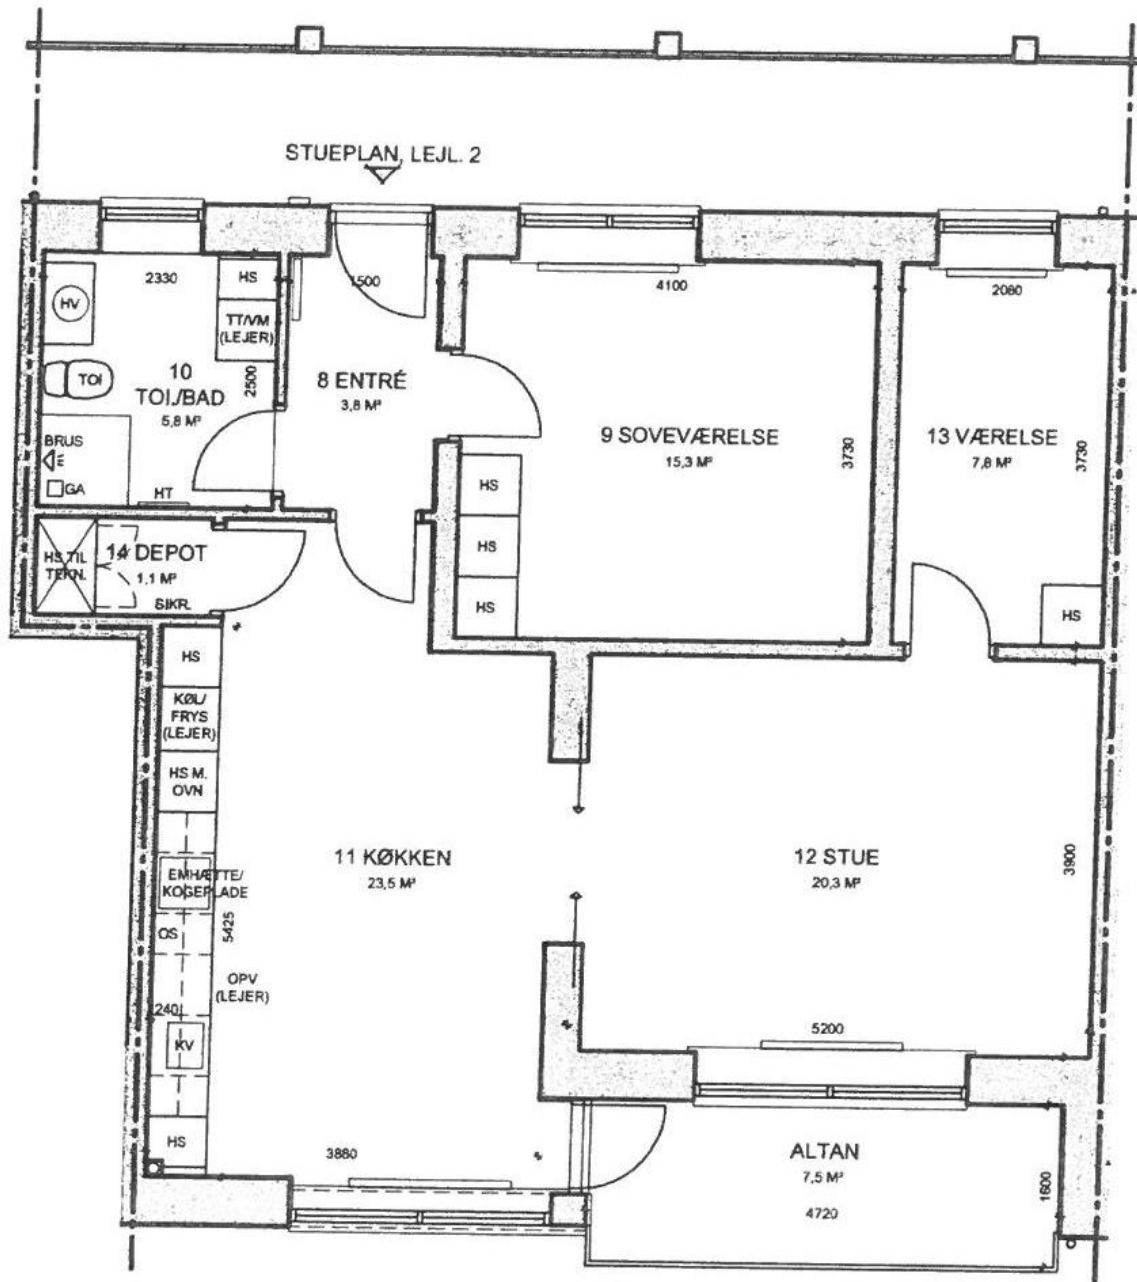 STUEPLAN, LEJL. 2
2330
HS
1500
4100
2080
HV
TT/VM
(LEJER)
TOI
10
TOI./BAD
5,8 M²
2500
8 ENTRÉ
3,8 M²
9 SOVEVÆRELSE
15,3 M²
3730
13 VÆRELSE
7,8 M²
3730
BRUS
GA
HT
HS
HS
HS
HS
HS TIL
TEKN.
14 DEPOT
1,1 M²
SIKR.
HS
KØL/
FRYS
(LEJER)
HS M.
OVN
11 KØKKEN
23,5 M²
12 STUE
20,3 M²
3900
EMHÆTTE/
KOGEPLADE
OS
5425
OPV
(LEJER)
240
KV
5200
HS
3880
ALTAN
7,5 M²
4720
1600